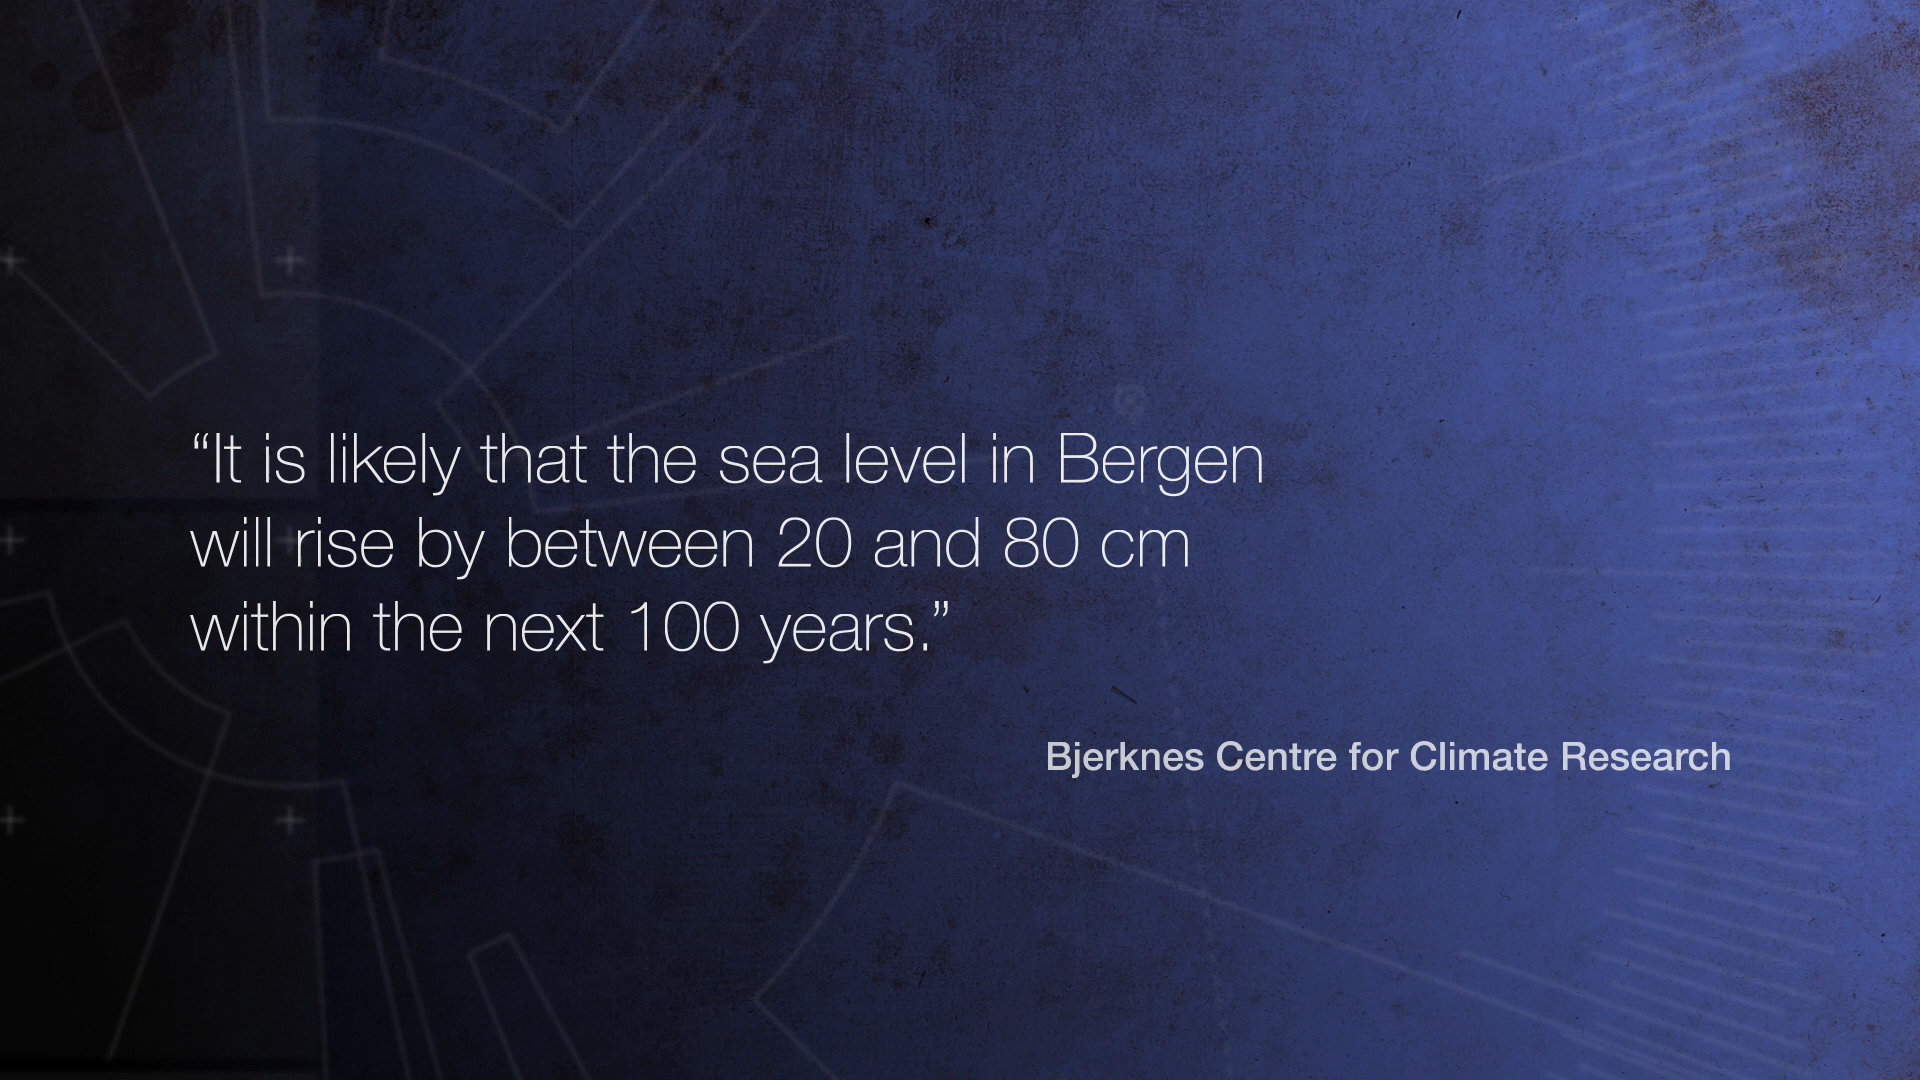 “It is likely that the sea level in Bergen
will rise by between 20 and 80 cm
within the next 100 years.”
Bjerknes Centre for Climate Research